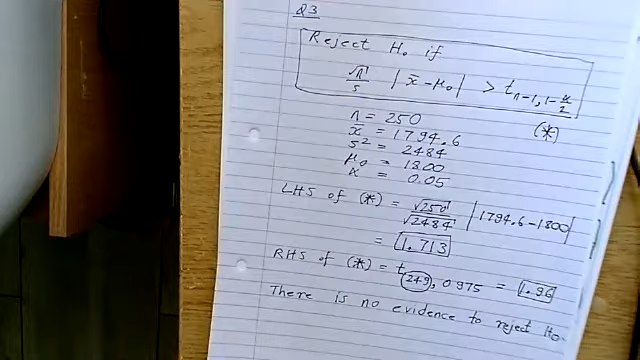 Q3
Reject H₀ if
√n/s |x̄ - μ₀| > t n-1, 1-α/2
(*)
n = 250
x̄ = 1794.6
s² = 2484
μ₀ = 1800
α = 0.05
LHS of (*) = √250/√2484 |1794.6-1800|
= 1.713
RHS of (*) = t 249, 0.975 = 1.96
There is no evidence to reject H₀.